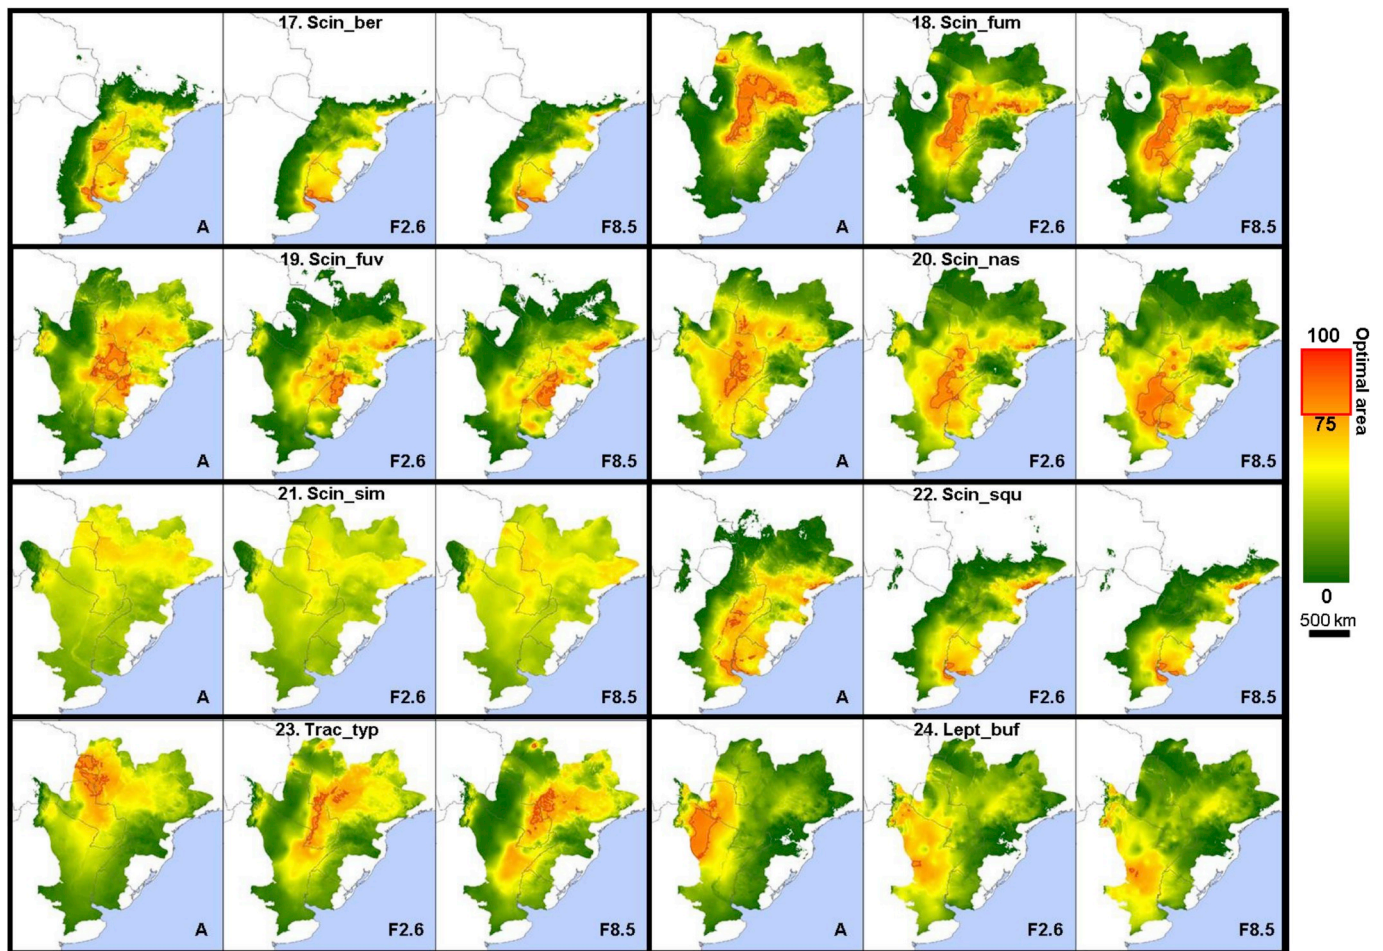 17. Scin_ber
A
F2.6
F8.5
18. Scin_fum
A
F2.6
F8.5
19. Scin_fuv
A
F2.6
F8.5
20. Scin_nas
A
F2.6
F8.5
21. Scin_sim
A
F2.6
F8.5
22. Scin_squ
A
F2.6
F8.5
23. Trac_typ
A
F2.6
F8.5
24. Lept_buf
A
F2.6
F8.5
100
Optimal area
75
0
500 km